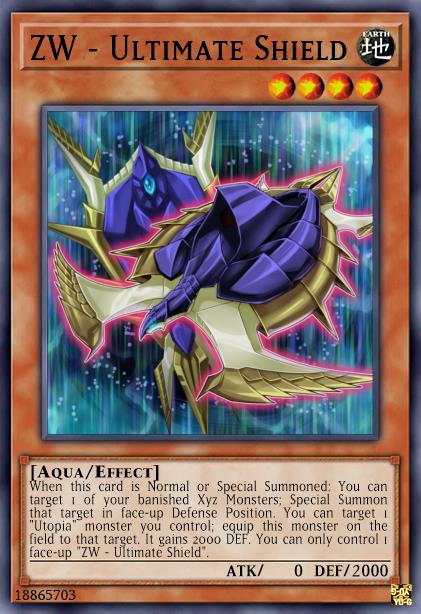 ZW - Ultimate Shield
EARTH
地
[Aqua/Effect]
When this card is Normal or Special Summoned: You can
target 1 of your banished Xyz Monsters; Special Summon
that target in face-up Defense Position. You can target 1
"Utopia" monster you control; equip this monster on the
field to that target. It gains 2000 DEF. You can only control 1
face-up "ZW - Ultimate Shield".
ATK/ 0 DEF/2000
18865703